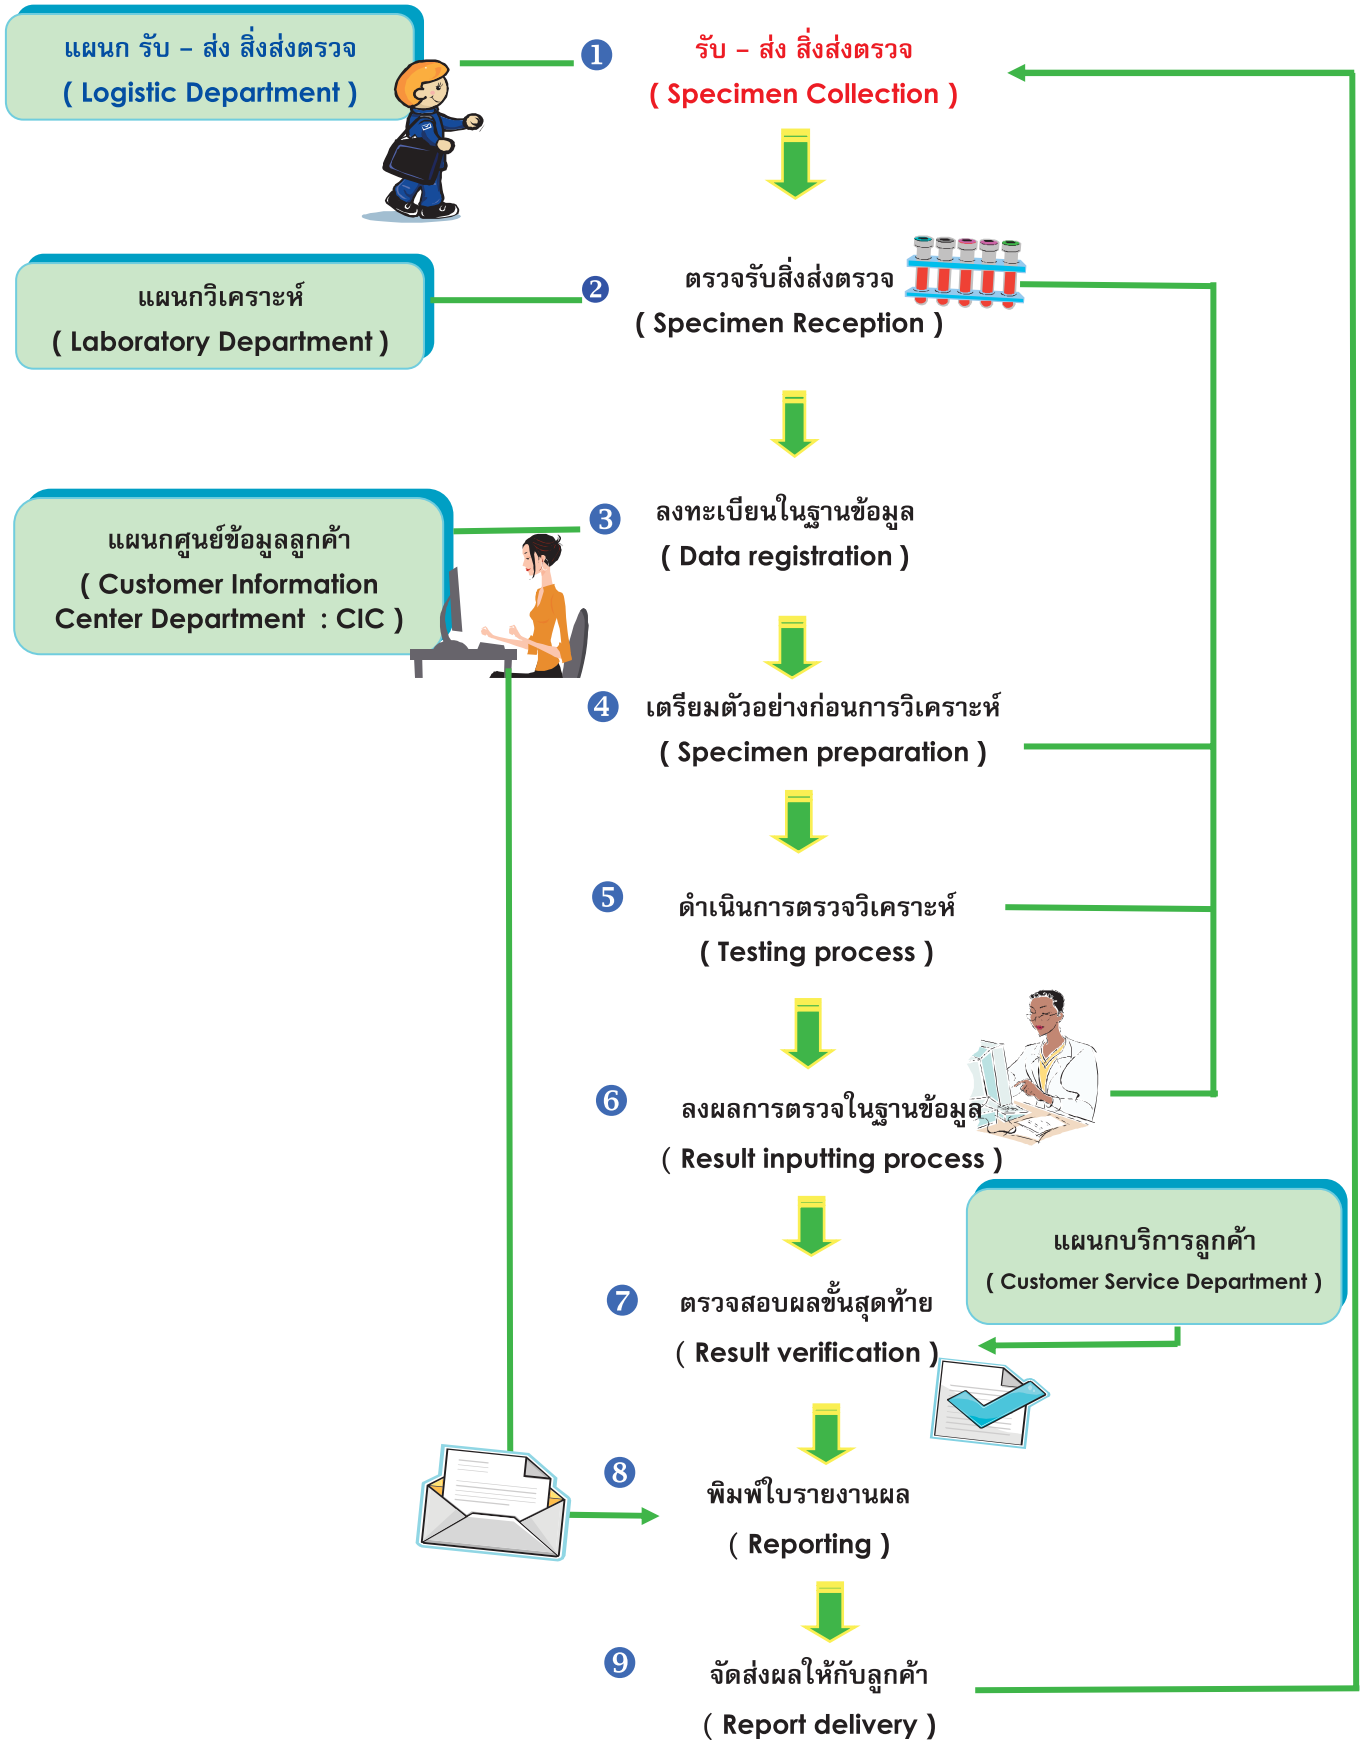 แผนก รับ – ส่ง สิ่งส่งตรวจ
( Logistic Department )
1
รับ – ส่ง สิ่งส่งตรวจ
( Specimen Collection )
แผนกวิเคราะห์
( Laboratory Department )
2
ตรวจรับสิ่งส่งตรวจ
( Specimen Reception )
แผนกศูนย์ข้อมูลลูกค้า
( Customer Information
Center Department : CIC )
3
ลงทะเบียนในฐานข้อมูล
( Data registration )
4
เตรียมตัวอย่างก่อนการวิเคราะห์
( Specimen preparation )
5
ดำเนินการตรวจวิเคราะห์
( Testing process )
6
ลงผลการตรวจในฐานข้อมูล
( Result inputting process )
แผนกบริการลูกค้า
( Customer Service Department )
7
ตรวจสอบผลขั้นสุดท้าย
( Result verification )
8
พิมพ์ใบรายงานผล
( Reporting )
9
จัดส่งผลให้กับลูกค้า
( Report delivery )